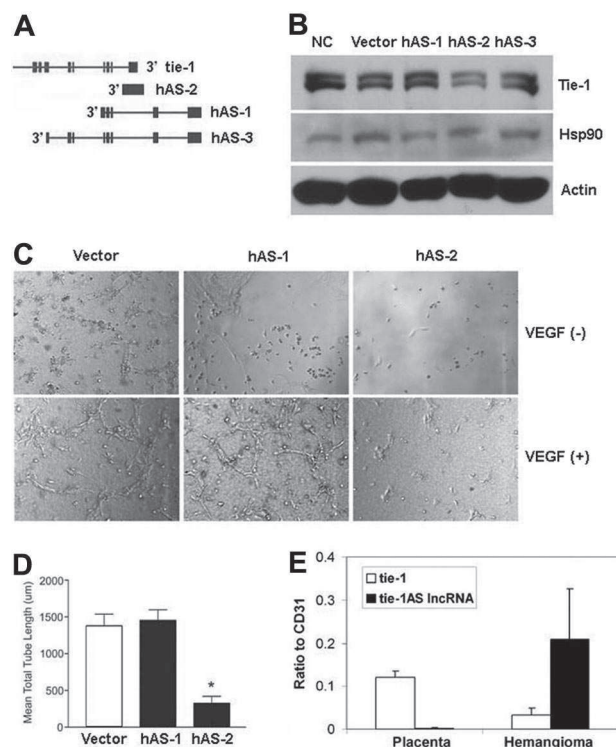 A
3' tie-1
3' hAS-2
3' hAS-1
3' hAS-3
B
NC Vector hAS-1 hAS-2 hAS-3
Tie-1
Hsp90
Actin
C
Vector hAS-1 hAS-2
VEGF (-)
VEGF (+)
D
Mean Total Tube Length (um)
2000
1500
1000
500
0
*
Vector hAS-1 hAS-2
E
Ratio to CD31
0.4
0.3
0.2
0.1
0
tie-1
tie-1AS lncRNA
Placenta Hemangioma